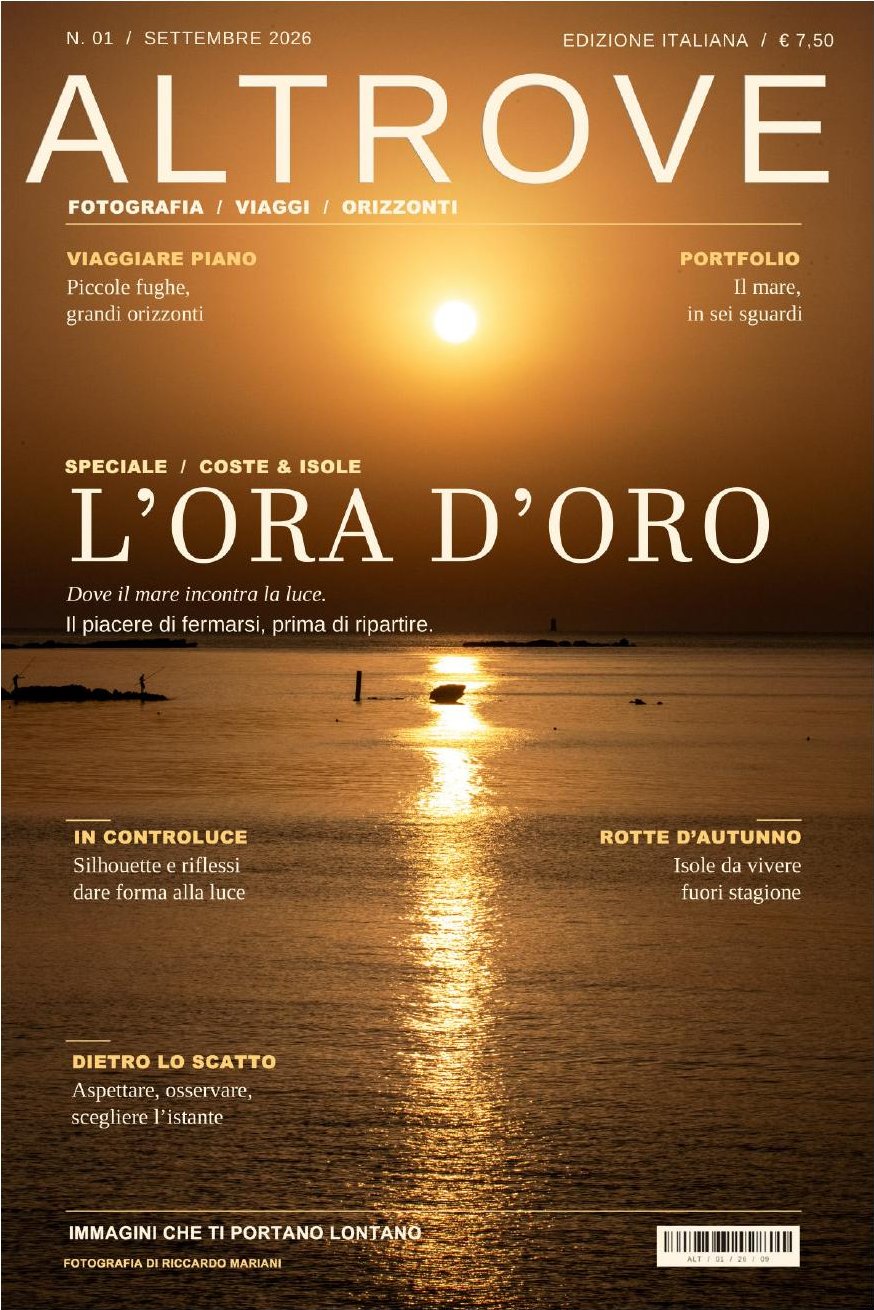 N. 01 / SETTEMBRE 2026
EDIZIONE ITALIANA / € 7,50
ALTROVE
FOTOGRAFIA / VIAGGI / ORIZZONTI
VIAGGIARE PIANO
Piccole fughe,
grandi orizzonti
PORTFOLIO
Il mare,
in sei sguardi
SPECIALE / COSTE & ISOLE
L’ORA D’ORO
Dove il mare incontra la luce.
Il piacere di fermarsi, prima di ripartire.
IN CONTROLUCE
Silhouette e riflessi
dare forma alla luce
ROTTE D’AUTUNNO
Isole da vivere
fuori stagione
DIETRO LO SCATTO
Aspettare, osservare,
scegliere l’istante
IMMAGINI CHE TI PORTANO LONTANO
FOTOGRAFIA DI RICCARDO MARIANI
ALT / 01 / 26 / 09